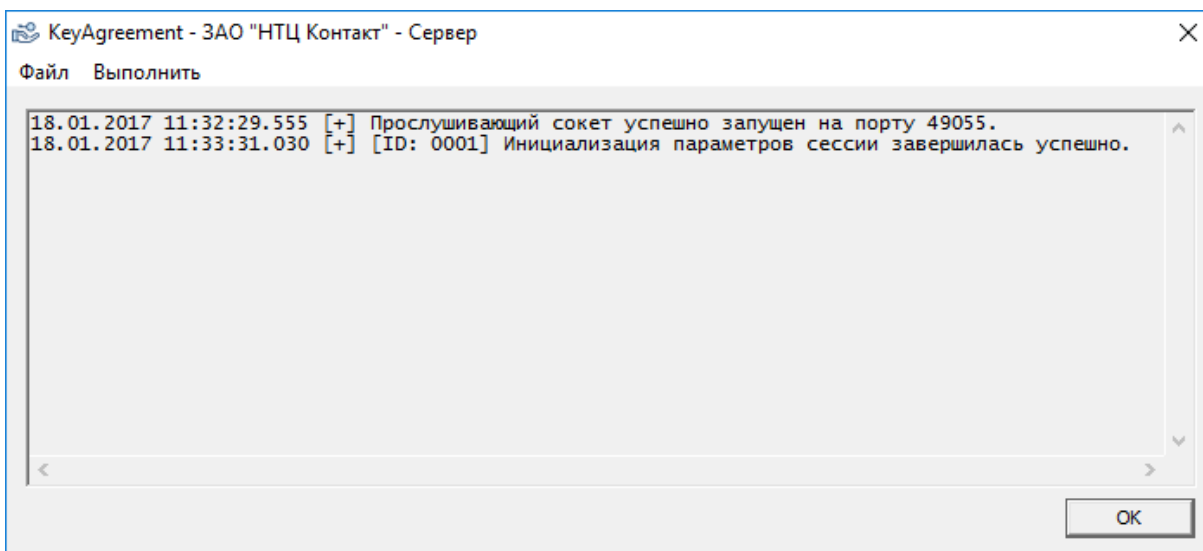 KeyAgreement - ЗАО "НТЦ Контакт" - Сервер
Файл Выполнить
18.01.2017 11:32:29.555 [+] Прослушивающий сокет успешно запущен на порту 49055.
18.01.2017 11:33:31.030 [+] [ID: 0001] Инициализация параметров сессии завершилась успешно.
OK